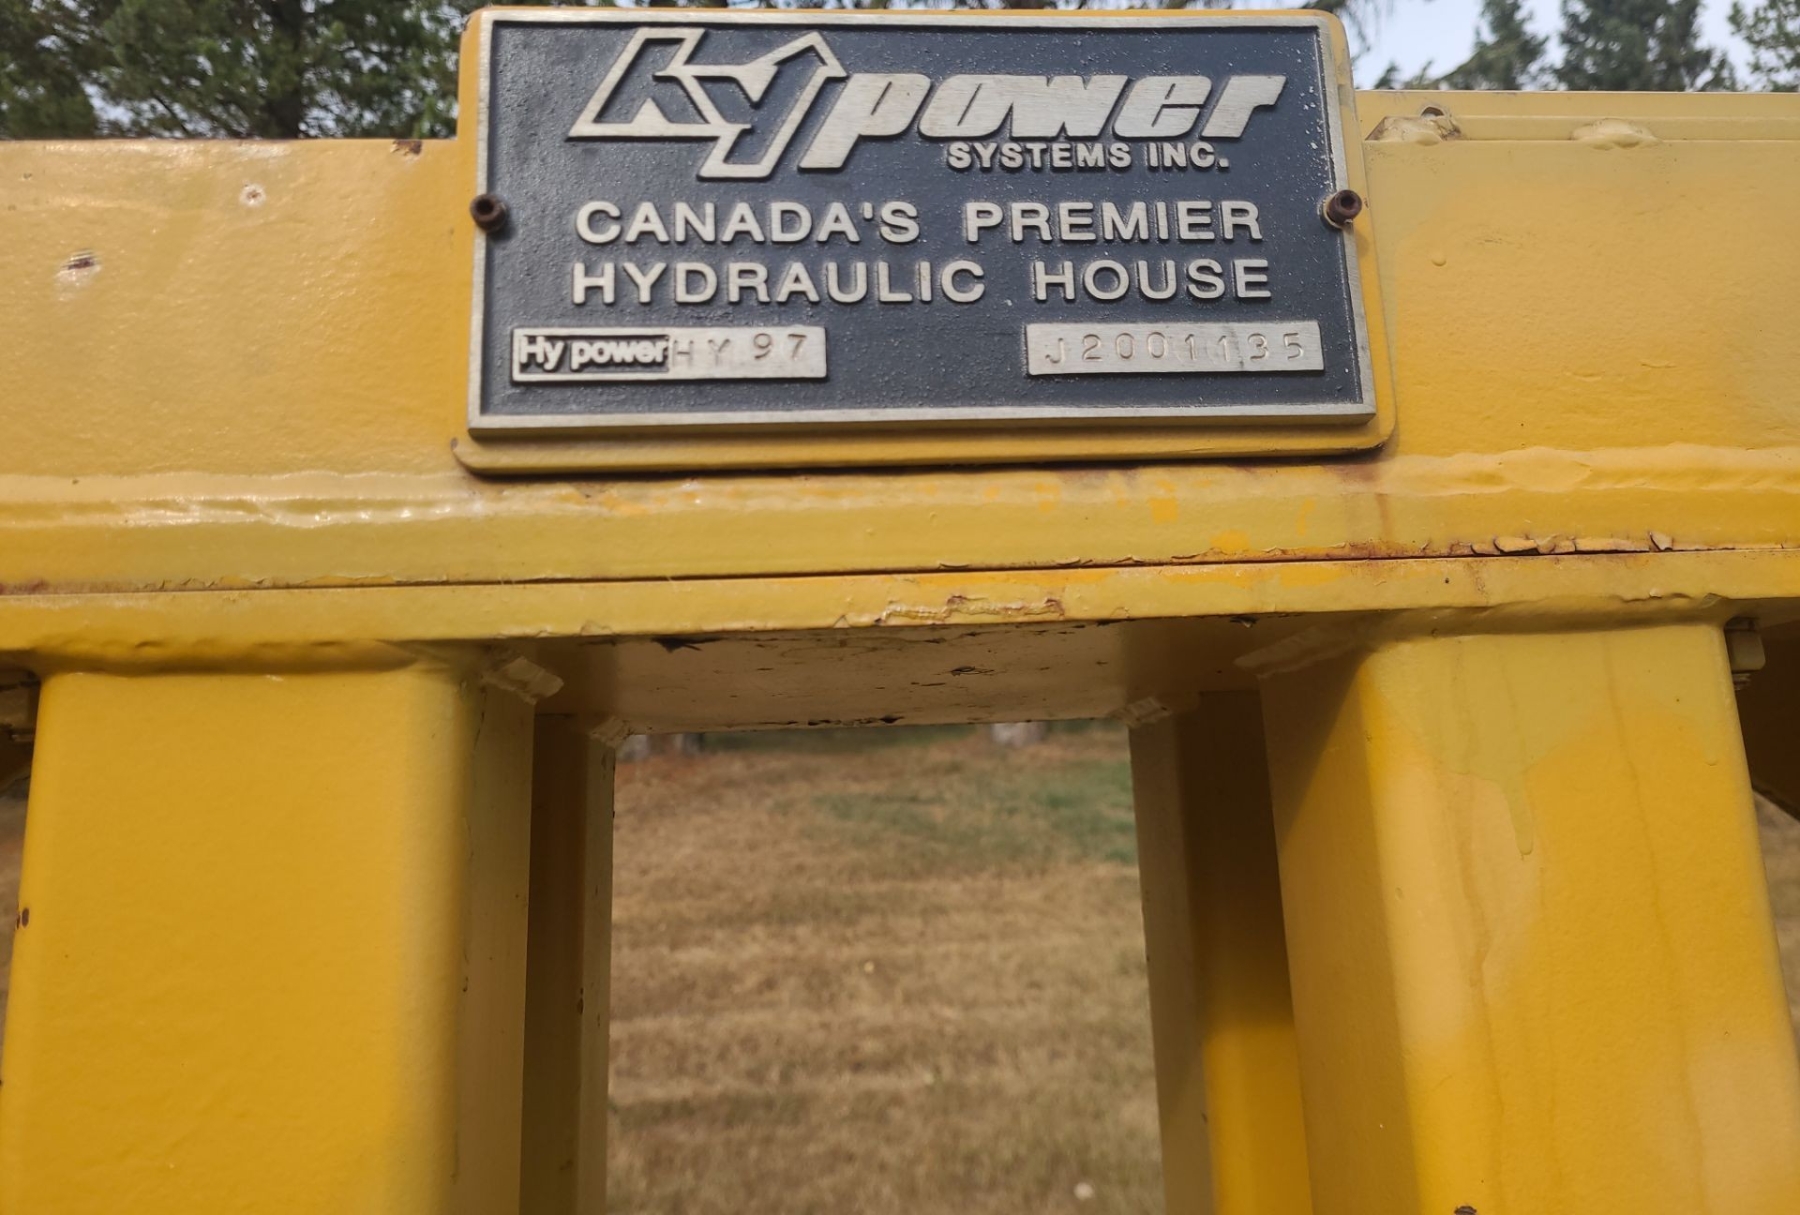 Hypower
SYSTEMS INC.
CANADA'S PREMIER
HYDRAULIC HOUSE
Hy power HY 97 J2001135